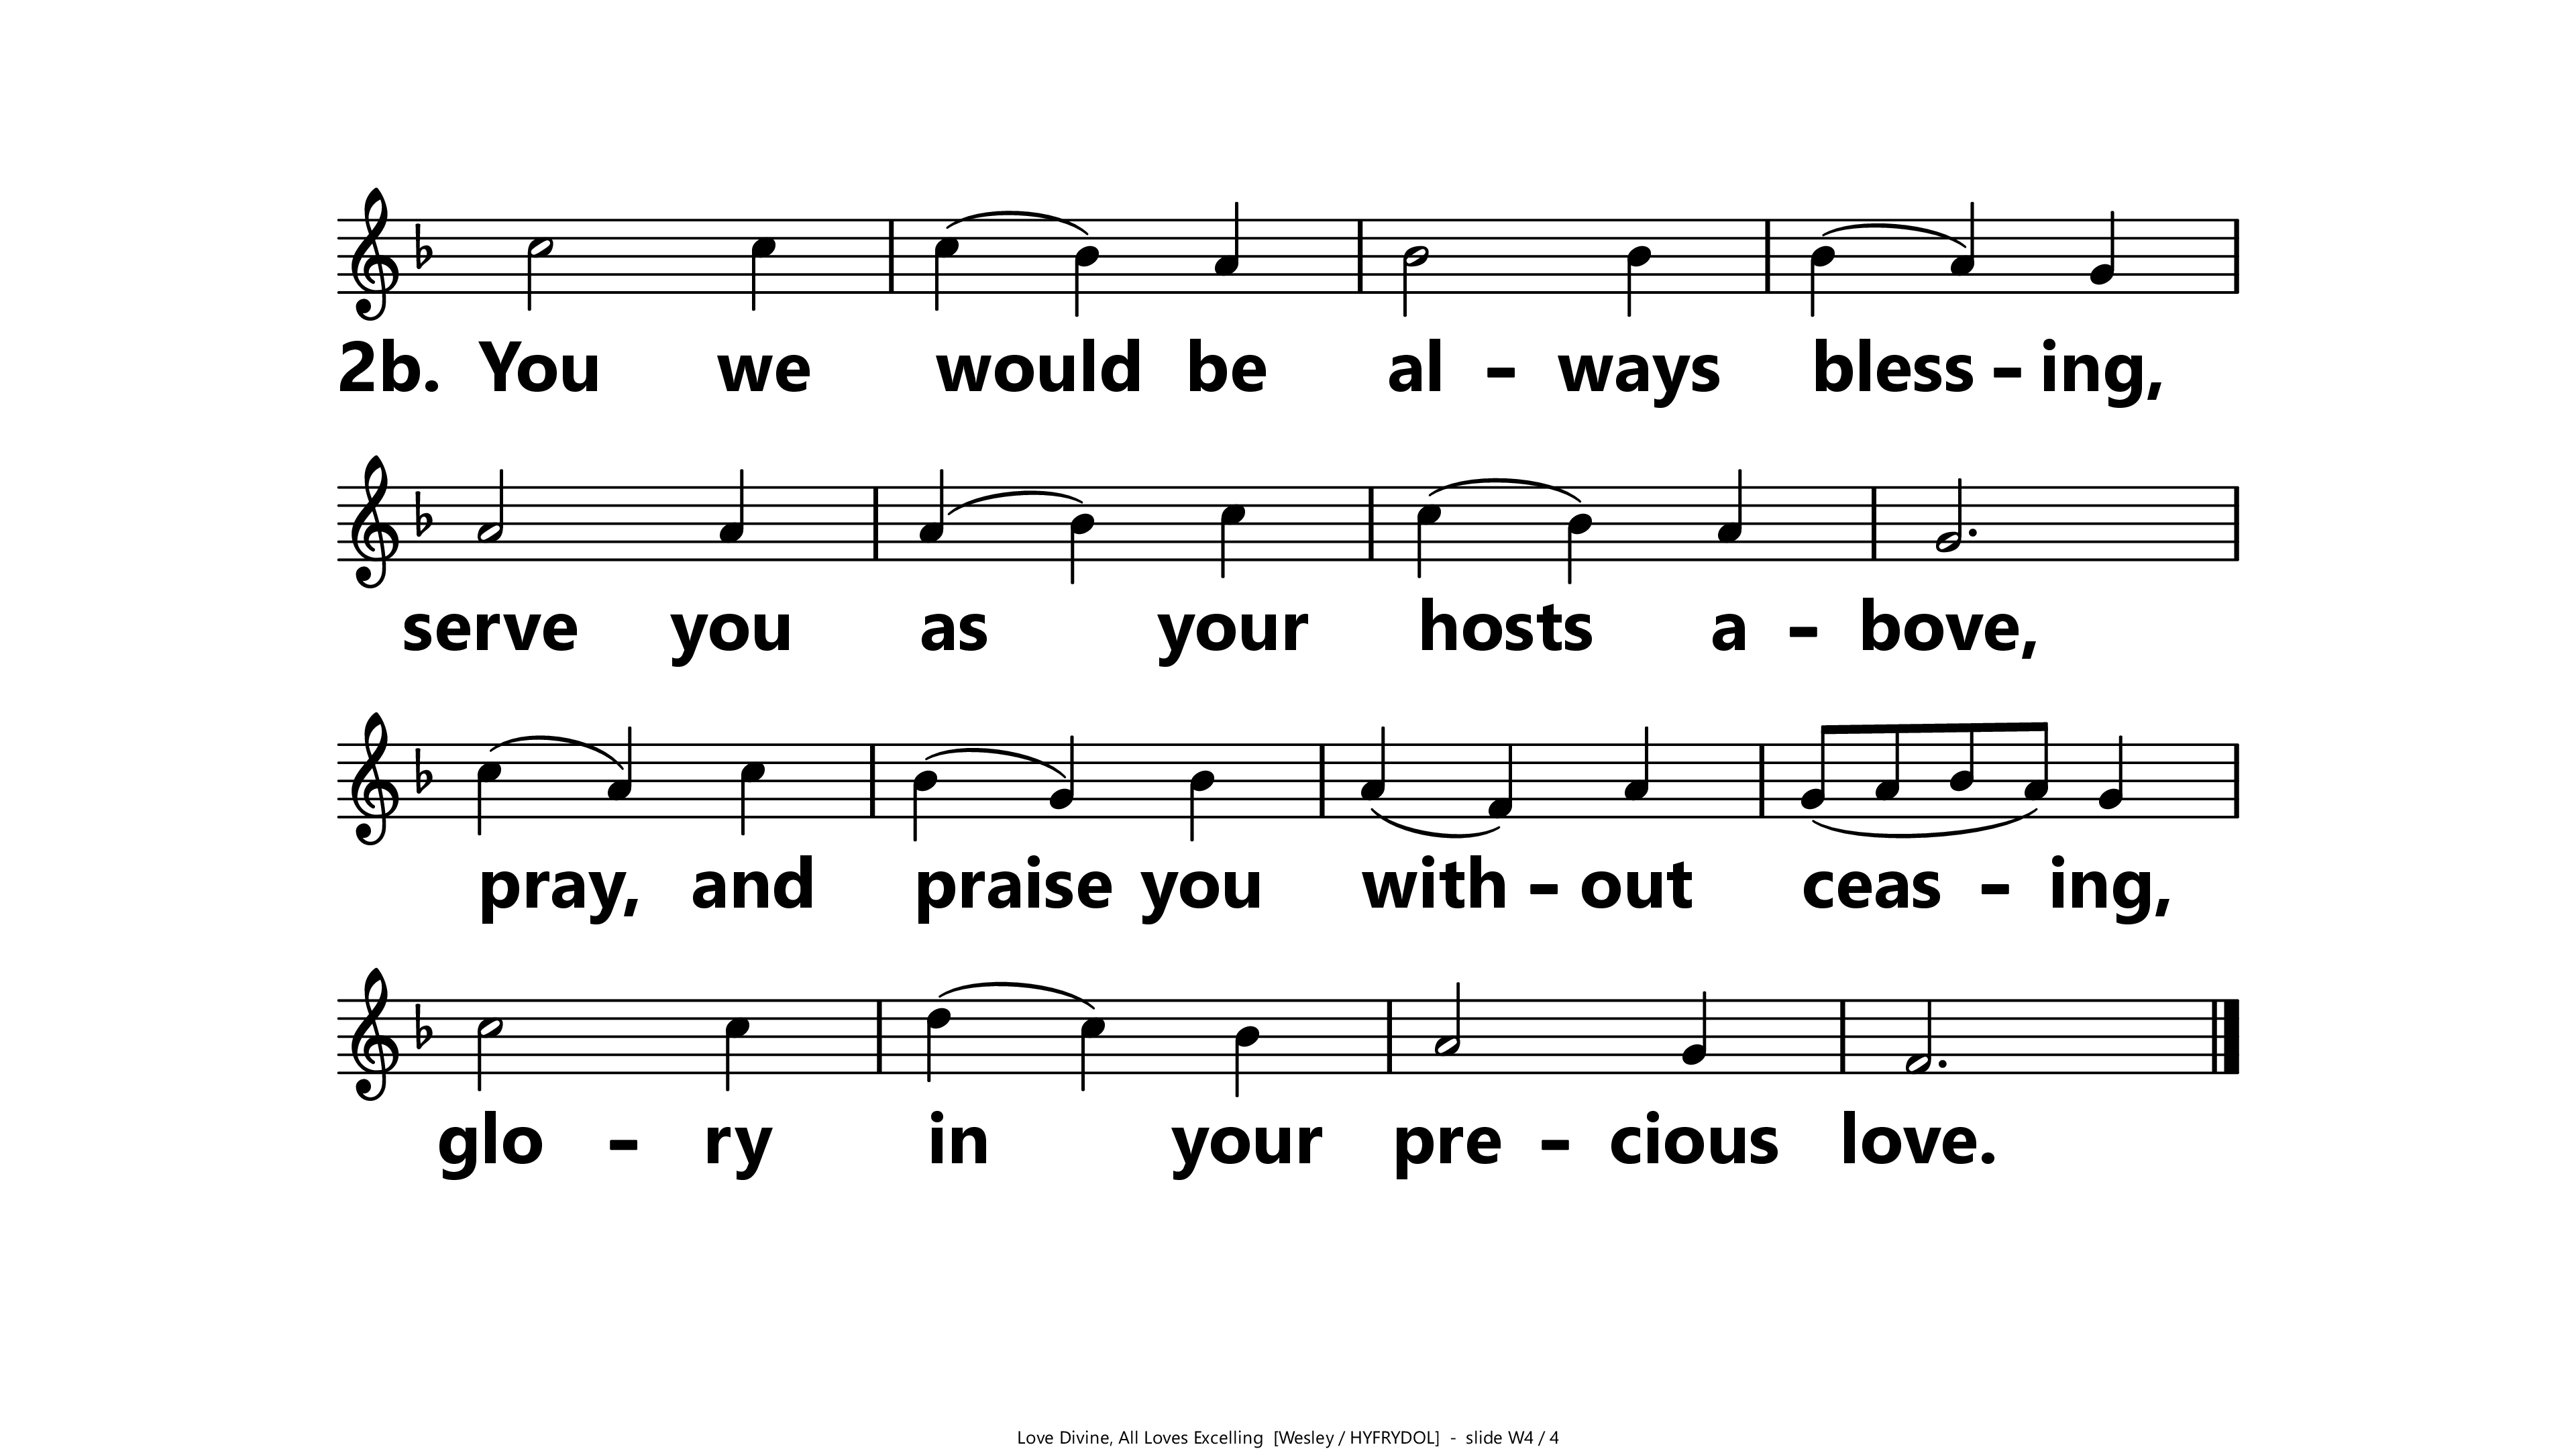 2b. You we would be al - ways bless - ing,
serve you as your hosts a - bove,
pray, and praise you with - out ceas - ing,
glo - ry in your pre - cious love.
Love Divine, All Loves Excelling [Wesley / HYFRYDOL] - slide W4 / 4